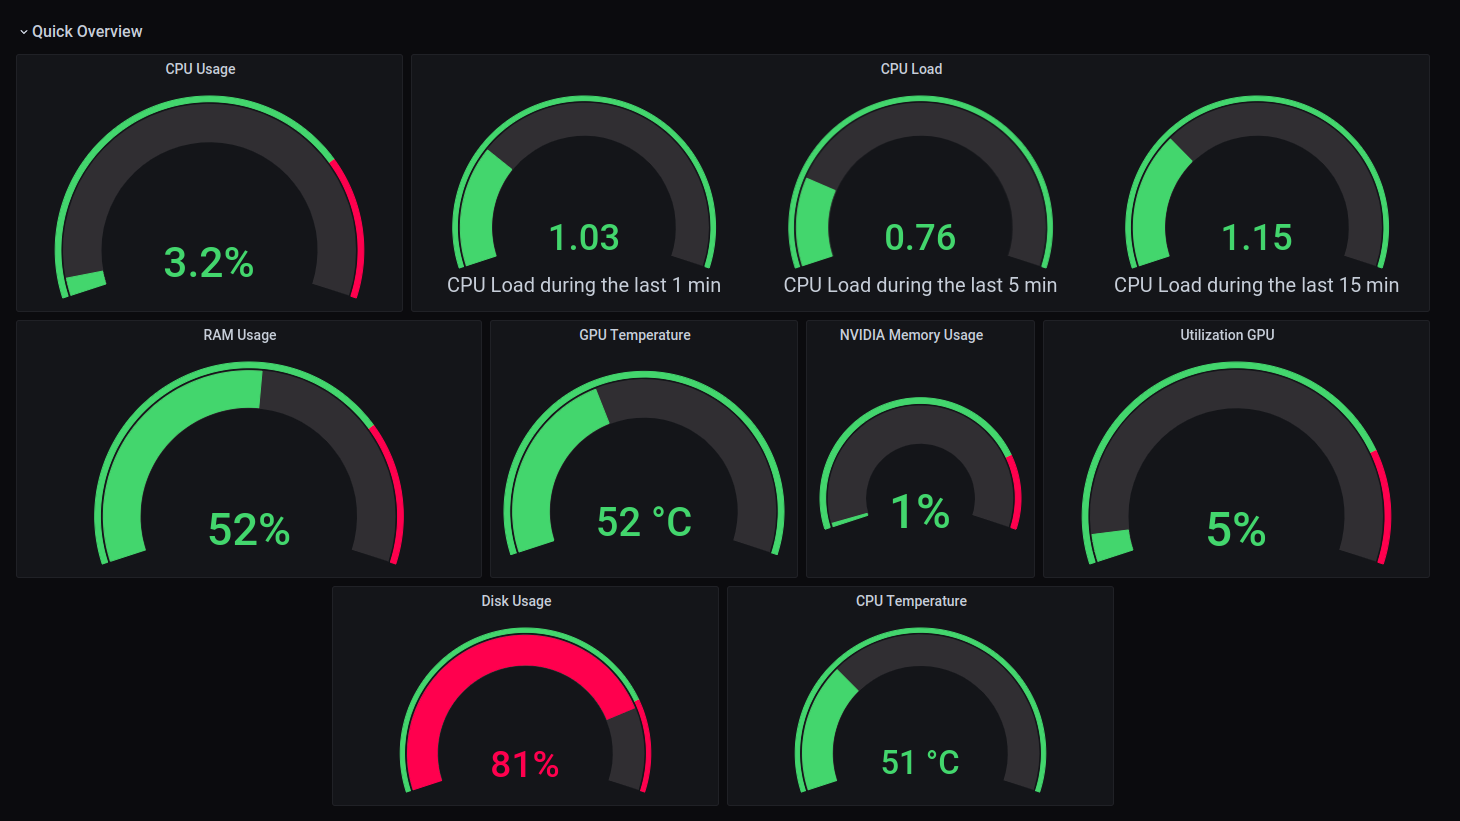 Quick Overview
CPU Usage
3.2%
CPU Load
1.03
CPU Load during the last 1 min
0.76
CPU Load during the last 5 min
1.15
CPU Load during the last 15 min
RAM Usage
52%
GPU Temperature
52 °C
NVIDIA Memory Usage
1%
Utilization GPU
5%
Disk Usage
81%
CPU Temperature
51 °C